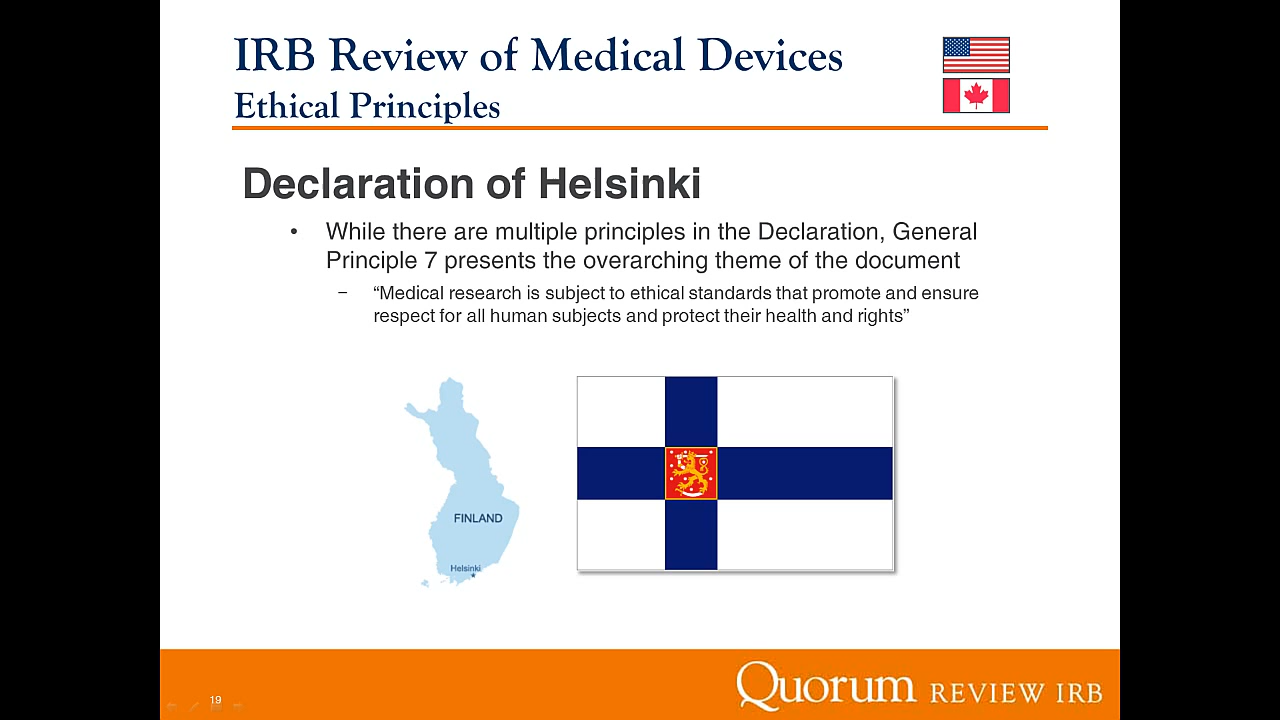 IRB Review of Medical Devices
Ethical Principles
Declaration of Helsinki
• While there are multiple principles in the Declaration, General
Principle 7 presents the overarching theme of the document
– “Medical research is subject to ethical standards that promote and ensure
respect for all human subjects and protect their health and rights”
FINLAND
Helsinki
19
Quorum REVIEW IRB